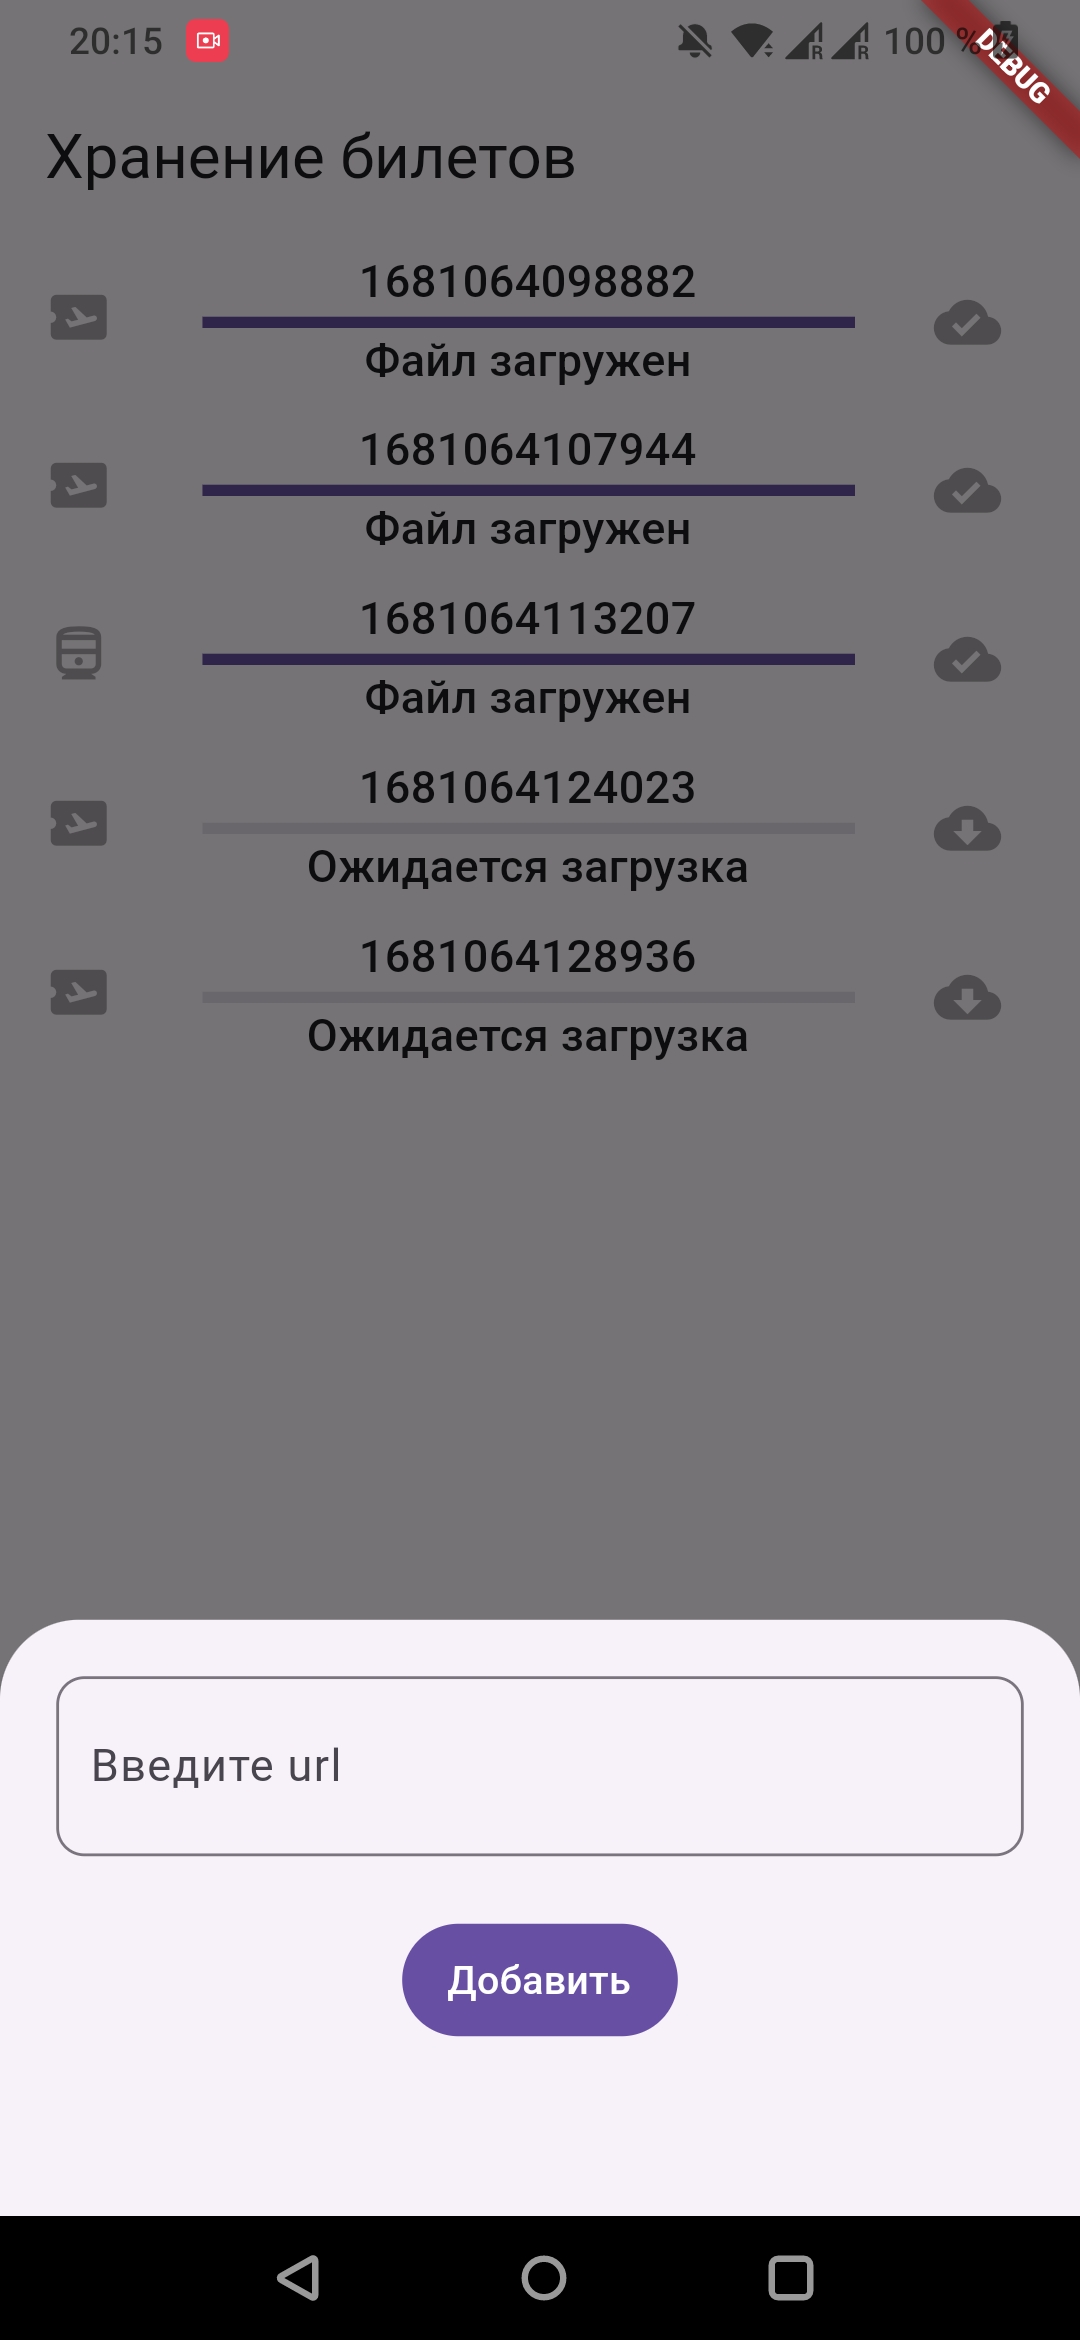 20:15
100 %
DEBUG
Хранение билетов
1681064098882
Файл загружен
1681064107944
Файл загружен
1681064113207
Файл загружен
1681064124023
Ожидается загрузка
1681064128936
Ожидается загрузка
Введите url
Добавить